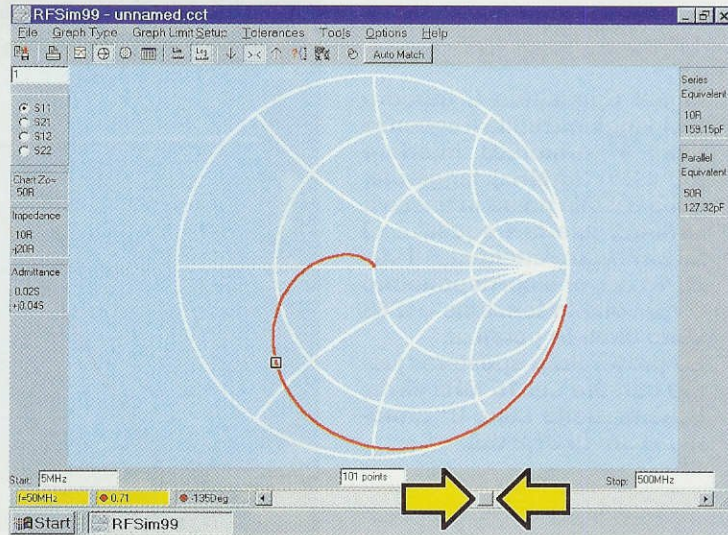 RFSim99 - unnamed.cct
File Graph Type Graph Limit Setup Tolerances Tools Options Help
Auto Match
1
S11
S21
S12
S22
Chart Zo=
50R
Impedance
10R
-j20R
Admittance
0.02S
+j0.04S
Series
Equivalent
10R
159.15pF
Parallel
Equivalent
50R
127.32pF
Start: 5MHz
101 points
Stop: 500MHz
f=50MHz 0.71 -135Deg
Start RFSim99